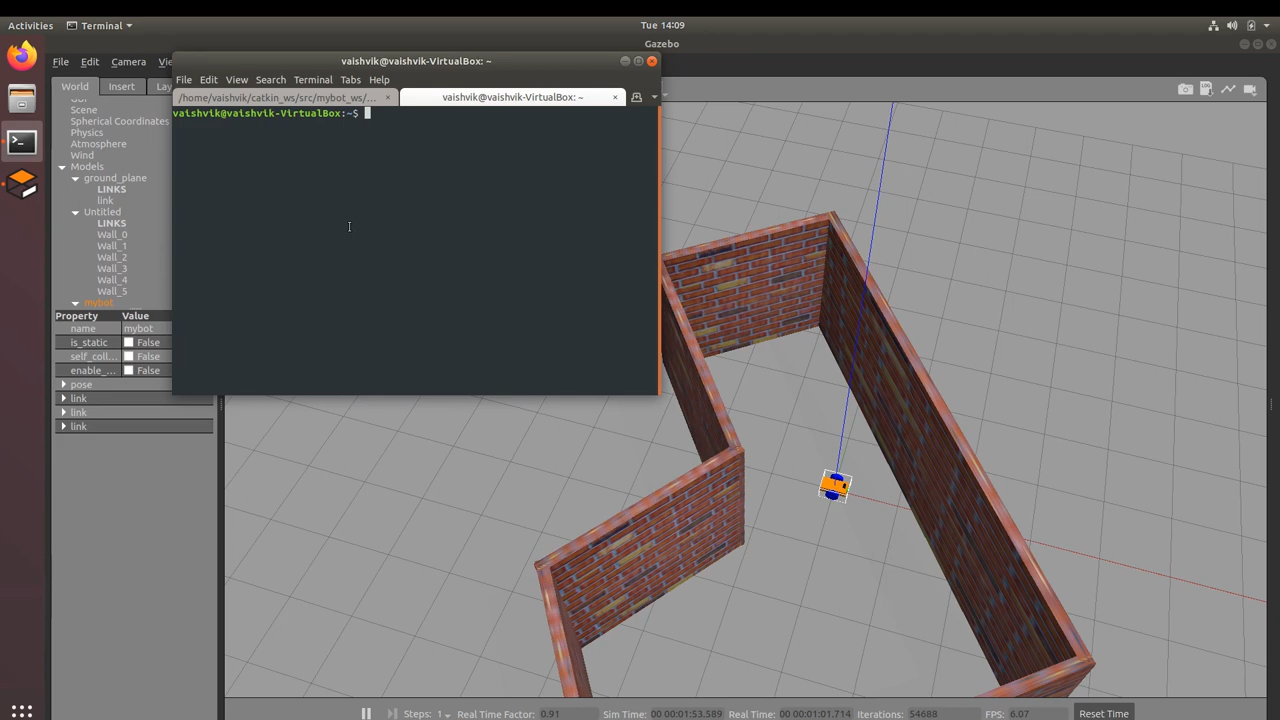 Activities
Terminal
Tue 14:09
Gazebo
File Edit Camera
vaishvik@vaishvik-VirtualBox: ~
File Edit View Search Terminal Tabs Help
World Insert
/home/vaishvik/catkin_ws/src/mybot_ws/... ×
vaishvik@vaishvik-VirtualBox: ~ ×
vaishvik@vaishvik-VirtualBox:~$
Scene
Spherical Coordinates
Physics
Atmosphere
Wind
Models
ground_plane
LINKS
link
Untitled
LINKS
Wall_0
Wall_1
Wall_2
Wall_3
Wall_4
Wall_5
mybot
Property Value
name mybot
is_static False
self_coll... False
enable_... False
pose
link
link
link
Steps: 1 Real Time Factor: 0.91 Sim Time: 00 00:01:53.589 Real Time: 00 00:01:01.714 Iterations: 54688 FPS: 6.07 Reset Time